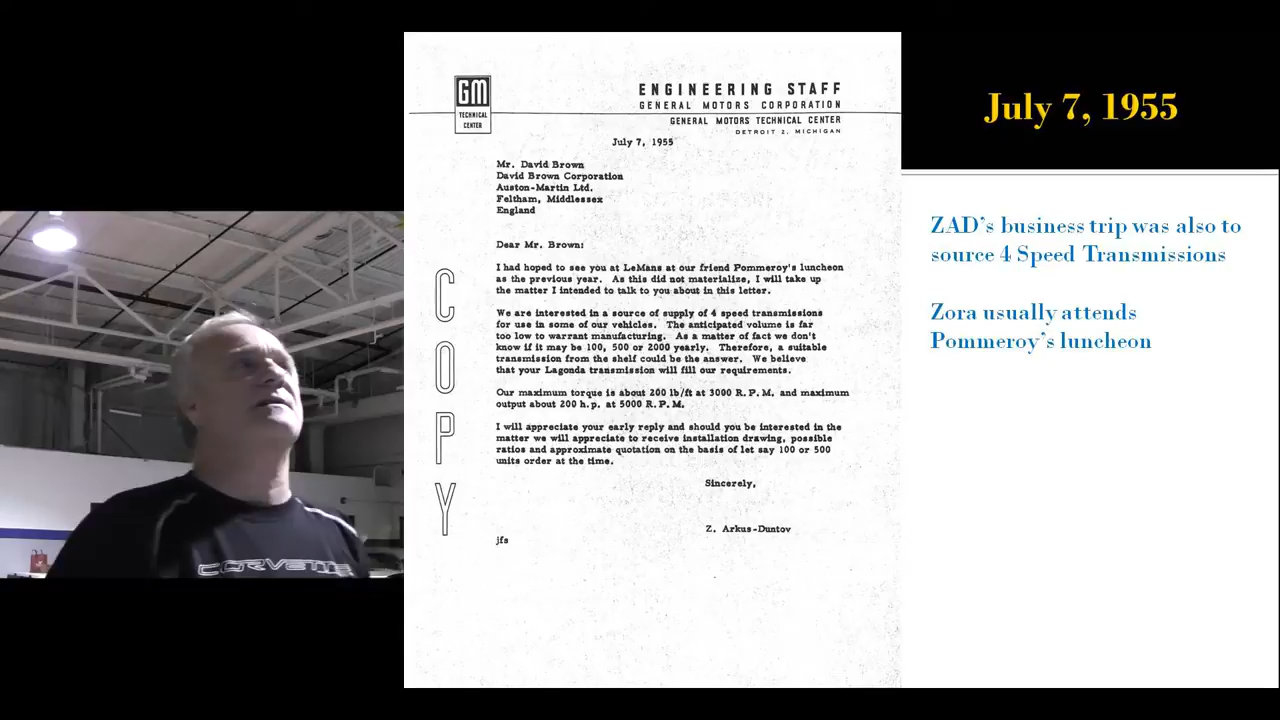 GM
TECHNICAL
CENTER
ENGINEERING STAFF
GENERAL MOTORS CORPORATION
GENERAL MOTORS TECHNICAL CENTER
DETROIT 2, MICHIGAN
July 7, 1955
Mr. David Brown
David Brown Corporation
Auston-Martin Ltd.
Feltham, Middlessex
England
Dear Mr. Brown:
I had hoped to see you at LeMans at our friend Pommeroy's luncheon
as the previous year. As this did not materialize, I will take up
the matter I intended to talk to you about in this letter.
We are interested in a source of supply of 4 speed transmissions
for use in some of our vehicles. The anticipated volume is far
too low to warrant manufacturing. As a matter of fact we don't
know if it may be 100, 500 or 2000 yearly. Therefore, a suitable
transmission from the shelf could be the answer. We believe
that your Lagonda transmission will fill our requirements.
Our maximum torque is about 200 lb/ft at 3000 R.P.M. and maximum
output about 200 h.p. at 5000 R.P.M.
I will appreciate your early reply and should you be interested in the
matter we will appreciate to receive installation drawing, possible
ratios and approximate quotation on the basis of let say 100 or 500
units order at the time.
Sincerely,
Z. Arkus-Duntov
jfs
COPY
July 7, 1955
ZAD's business trip was also to
source 4 Speed Transmissions
Zora usually attends
Pommeroy's luncheon
CORVETTE